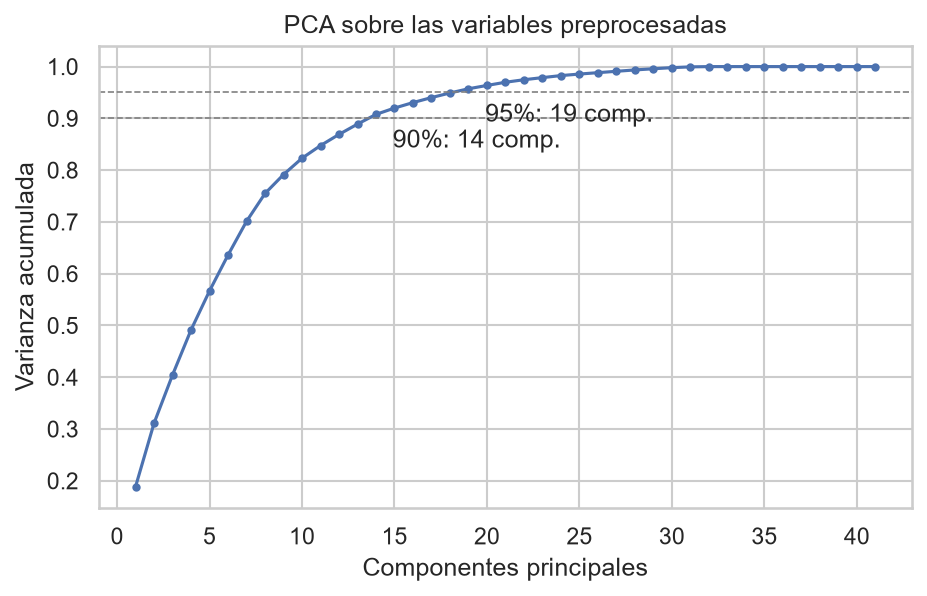 PCA sobre las variables preprocesadas
Varianza acumulada
1.0
0.9
0.8
0.7
0.6
0.5
0.4
0.3
0.2
95%: 19 comp.
90%: 14 comp.
0 5 10 15 20 25 30 35 40
Componentes principales